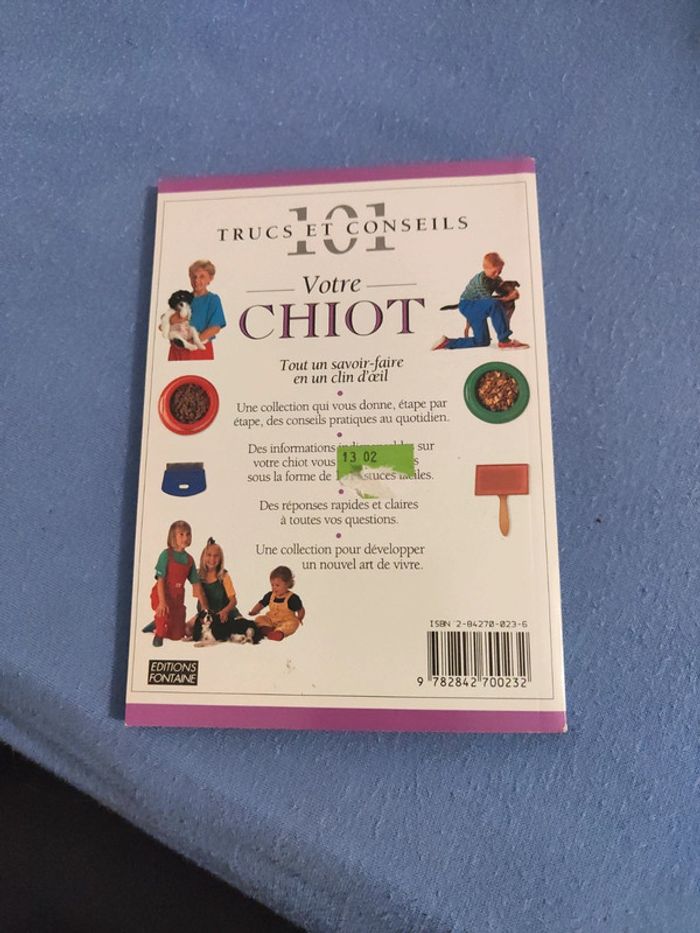 101
TRUCS ET CONSEILS
Votre
CHIOT
Tout un savoir-faire
en un clin d'œil
Une collection qui vous donne, étape par
étape, des conseils pratiques au quotidien.
Des informations sur
votre chiot vous
sous la forme de
Des réponses rapides et claires
à toutes vos questions.
Une collection pour développer
un nouvel art de vivre.
13 02
ISBN 2-84270-023-6
9 782842 700232
EDITIONS
FONTAINE